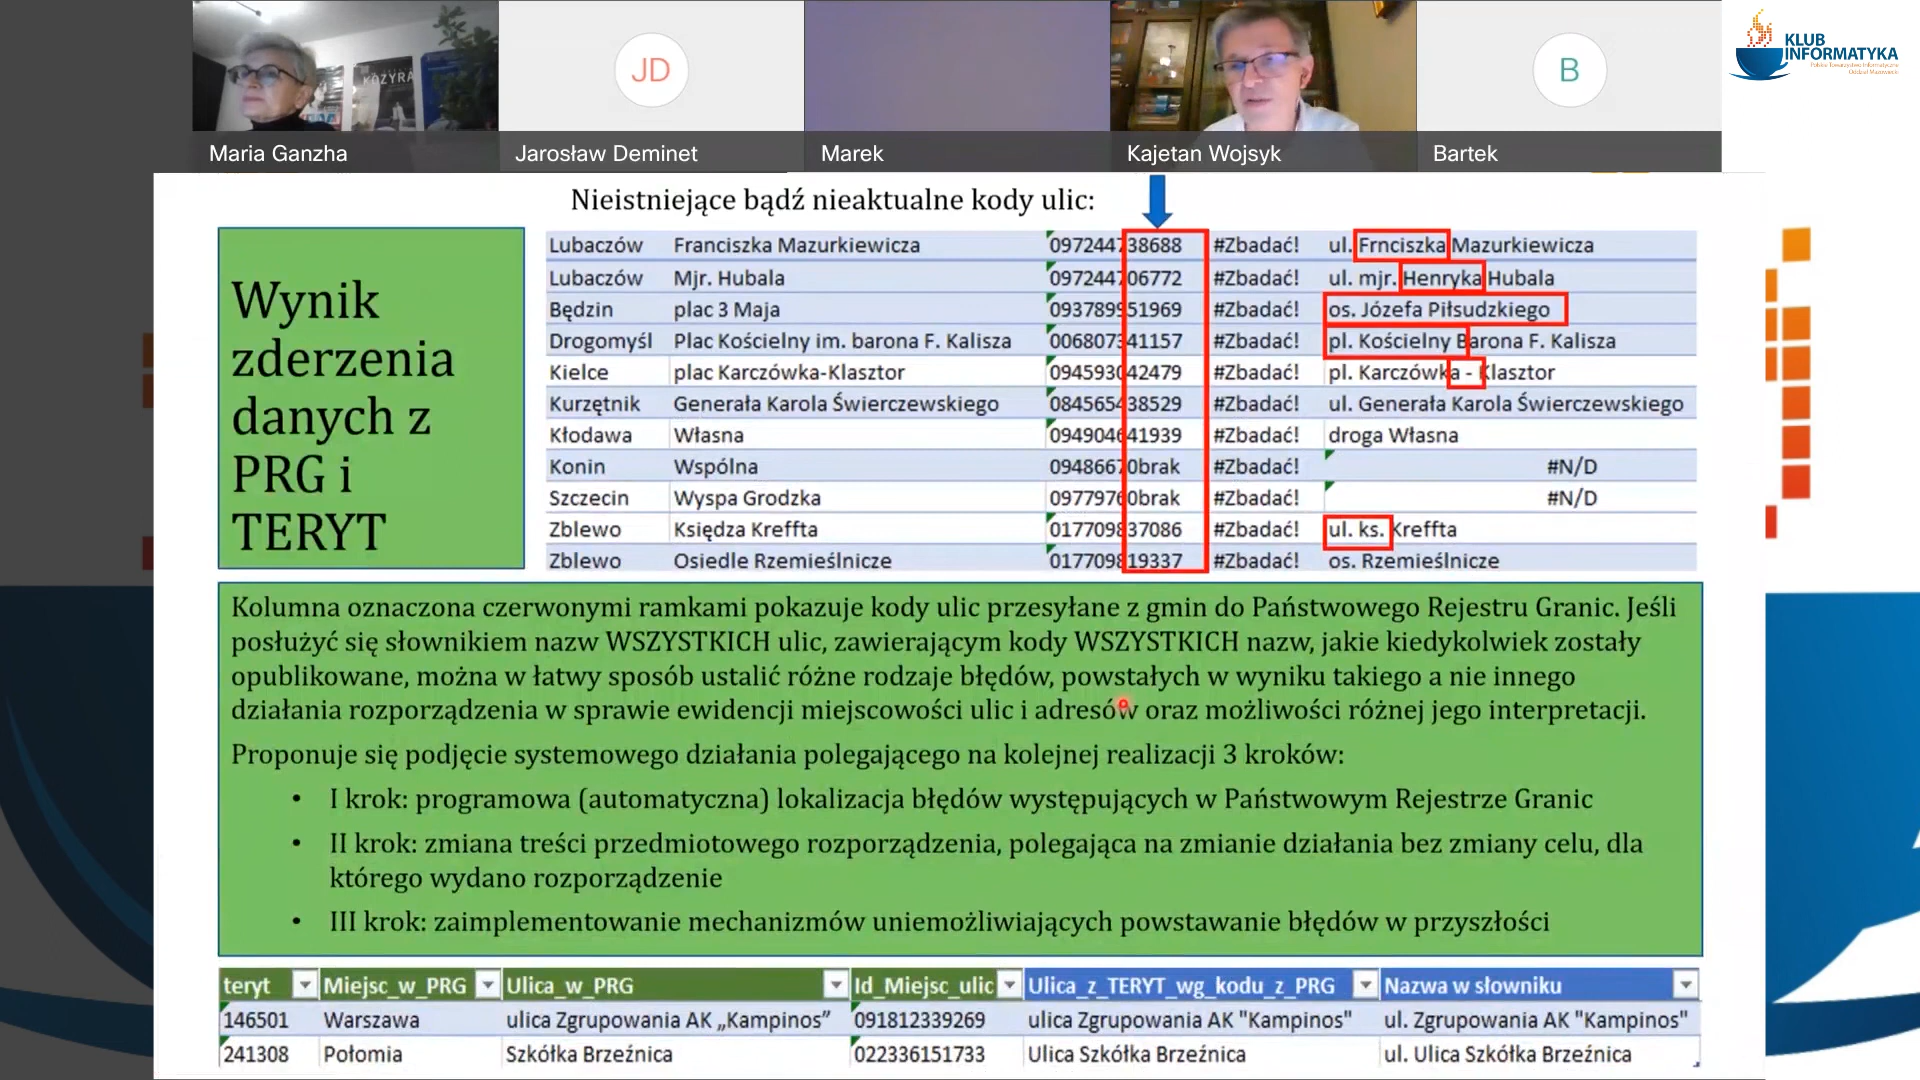 KOZYRA
JD
B
KLUB
INFORMATYKA
Polskie Towarzystwo Informatyczne
Oddział Mazowiecki
Maria Ganzha
Jarosław Deminet
Marek
Kajetan Wojsyk
Bartek
Nieistniejące bądź nieaktualne kody ulic:
Wynik
zderzenia
danych z
PRG i
TERYT
Lubaczów Franciszka Mazurkiewicza 097244738688 #Zbadać! ul. Frnciszka Mazurkiewicza
Lubaczów Mjr. Hubala 097244706772 #Zbadać! ul. mjr. Henryka Hubala
Będzin plac 3 Maja 093789951969 #Zbadać! os. Józefa Piłsudzkiego
Drogomyśl Plac Kościelny im. barona F. Kalisza 006807341157 #Zbadać! pl. Kościelny Barona F. Kalisza
Kielce plac Karczówka-Klasztor 094593042479 #Zbadać! pl. Karczówka - Klasztor
Kurzętnik Generała Karola Świerczewskiego 084565438529 #Zbadać! ul. Generała Karola Świerczewskiego
Kłodawa Własna 094904641939 #Zbadać! droga Własna
Konin Wspólna 09486670brak #Zbadać! #N/D
Szczecin Wyspa Grodzka 09779760brak #Zbadać! #N/D
Zblewo Księdza Kreffta 017709837086 #Zbadać! ul. ks. Kreffta
Zblewo Osiedle Rzemieślnicze 017709819337 #Zbadać! os. Rzemieślnicze
Kolumna oznaczona czerwonymi ramkami pokazuje kody ulic przesyłane z gmin do Państwowego Rejestru Granic. Jeśli
posłużyć się słownikiem nazw WSZYSTKICH ulic, zawierającym kody WSZYSTKICH nazw, jakie kiedykolwiek zostały
opublikowane, można w łatwy sposób ustalić różne rodzaje błędów, powstałych w wyniku takiego a nie innego
działania rozporządzenia w sprawie ewidencji miejscowości ulic i adresów oraz możliwości różnej jego interpretacji.
Proponuje się podjęcie systemowego działania polegającego na kolejnej realizacji 3 kroków:
• I krok: programowa (automatyczna) lokalizacja błędów występujących w Państwowym Rejestrze Granic
• II krok: zmiana treści przedmiotowego rozporządzenia, polegająca na zmianie działania bez zmiany celu, dla
którego wydano rozporządzenie
• III krok: zaimplementowanie mechanizmów uniemożliwiających powstawanie błędów w przyszłości
teryt Miejsc_w_PRG Ulica_w_PRG Id_Miejsc_ulic Ulica_z_TERYT_wg_kodu_z_PRG Nazwa w słowniku
146501 Warszawa ulica Zgrupowania AK „Kampinos” 091812339269 ulica Zgrupowania AK "Kampinos" ul. Zgrupowania AK "Kampinos"
241308 Połomia Szkółka Brzeźnica 022336151733 Ulica Szkółka Brzeźnica ul. Ulica Szkółka Brzeźnica